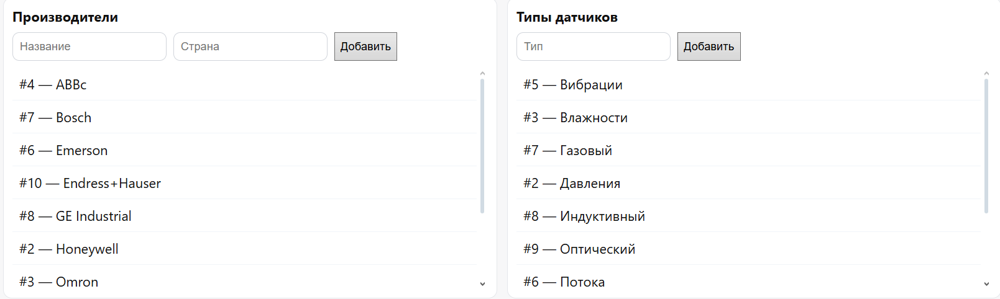 Производители
Название
Страна
Добавить
#4 — ABBc
#7 — Bosch
#6 — Emerson
#10 — Endress+Hauser
#8 — GE Industrial
#2 — Honeywell
#3 — Omron
Типы датчиков
Тип
Добавить
#5 — Вибрации
#3 — Влажности
#7 — Газовый
#2 — Давления
#8 — Индуктивный
#9 — Оптический
#6 — Потока